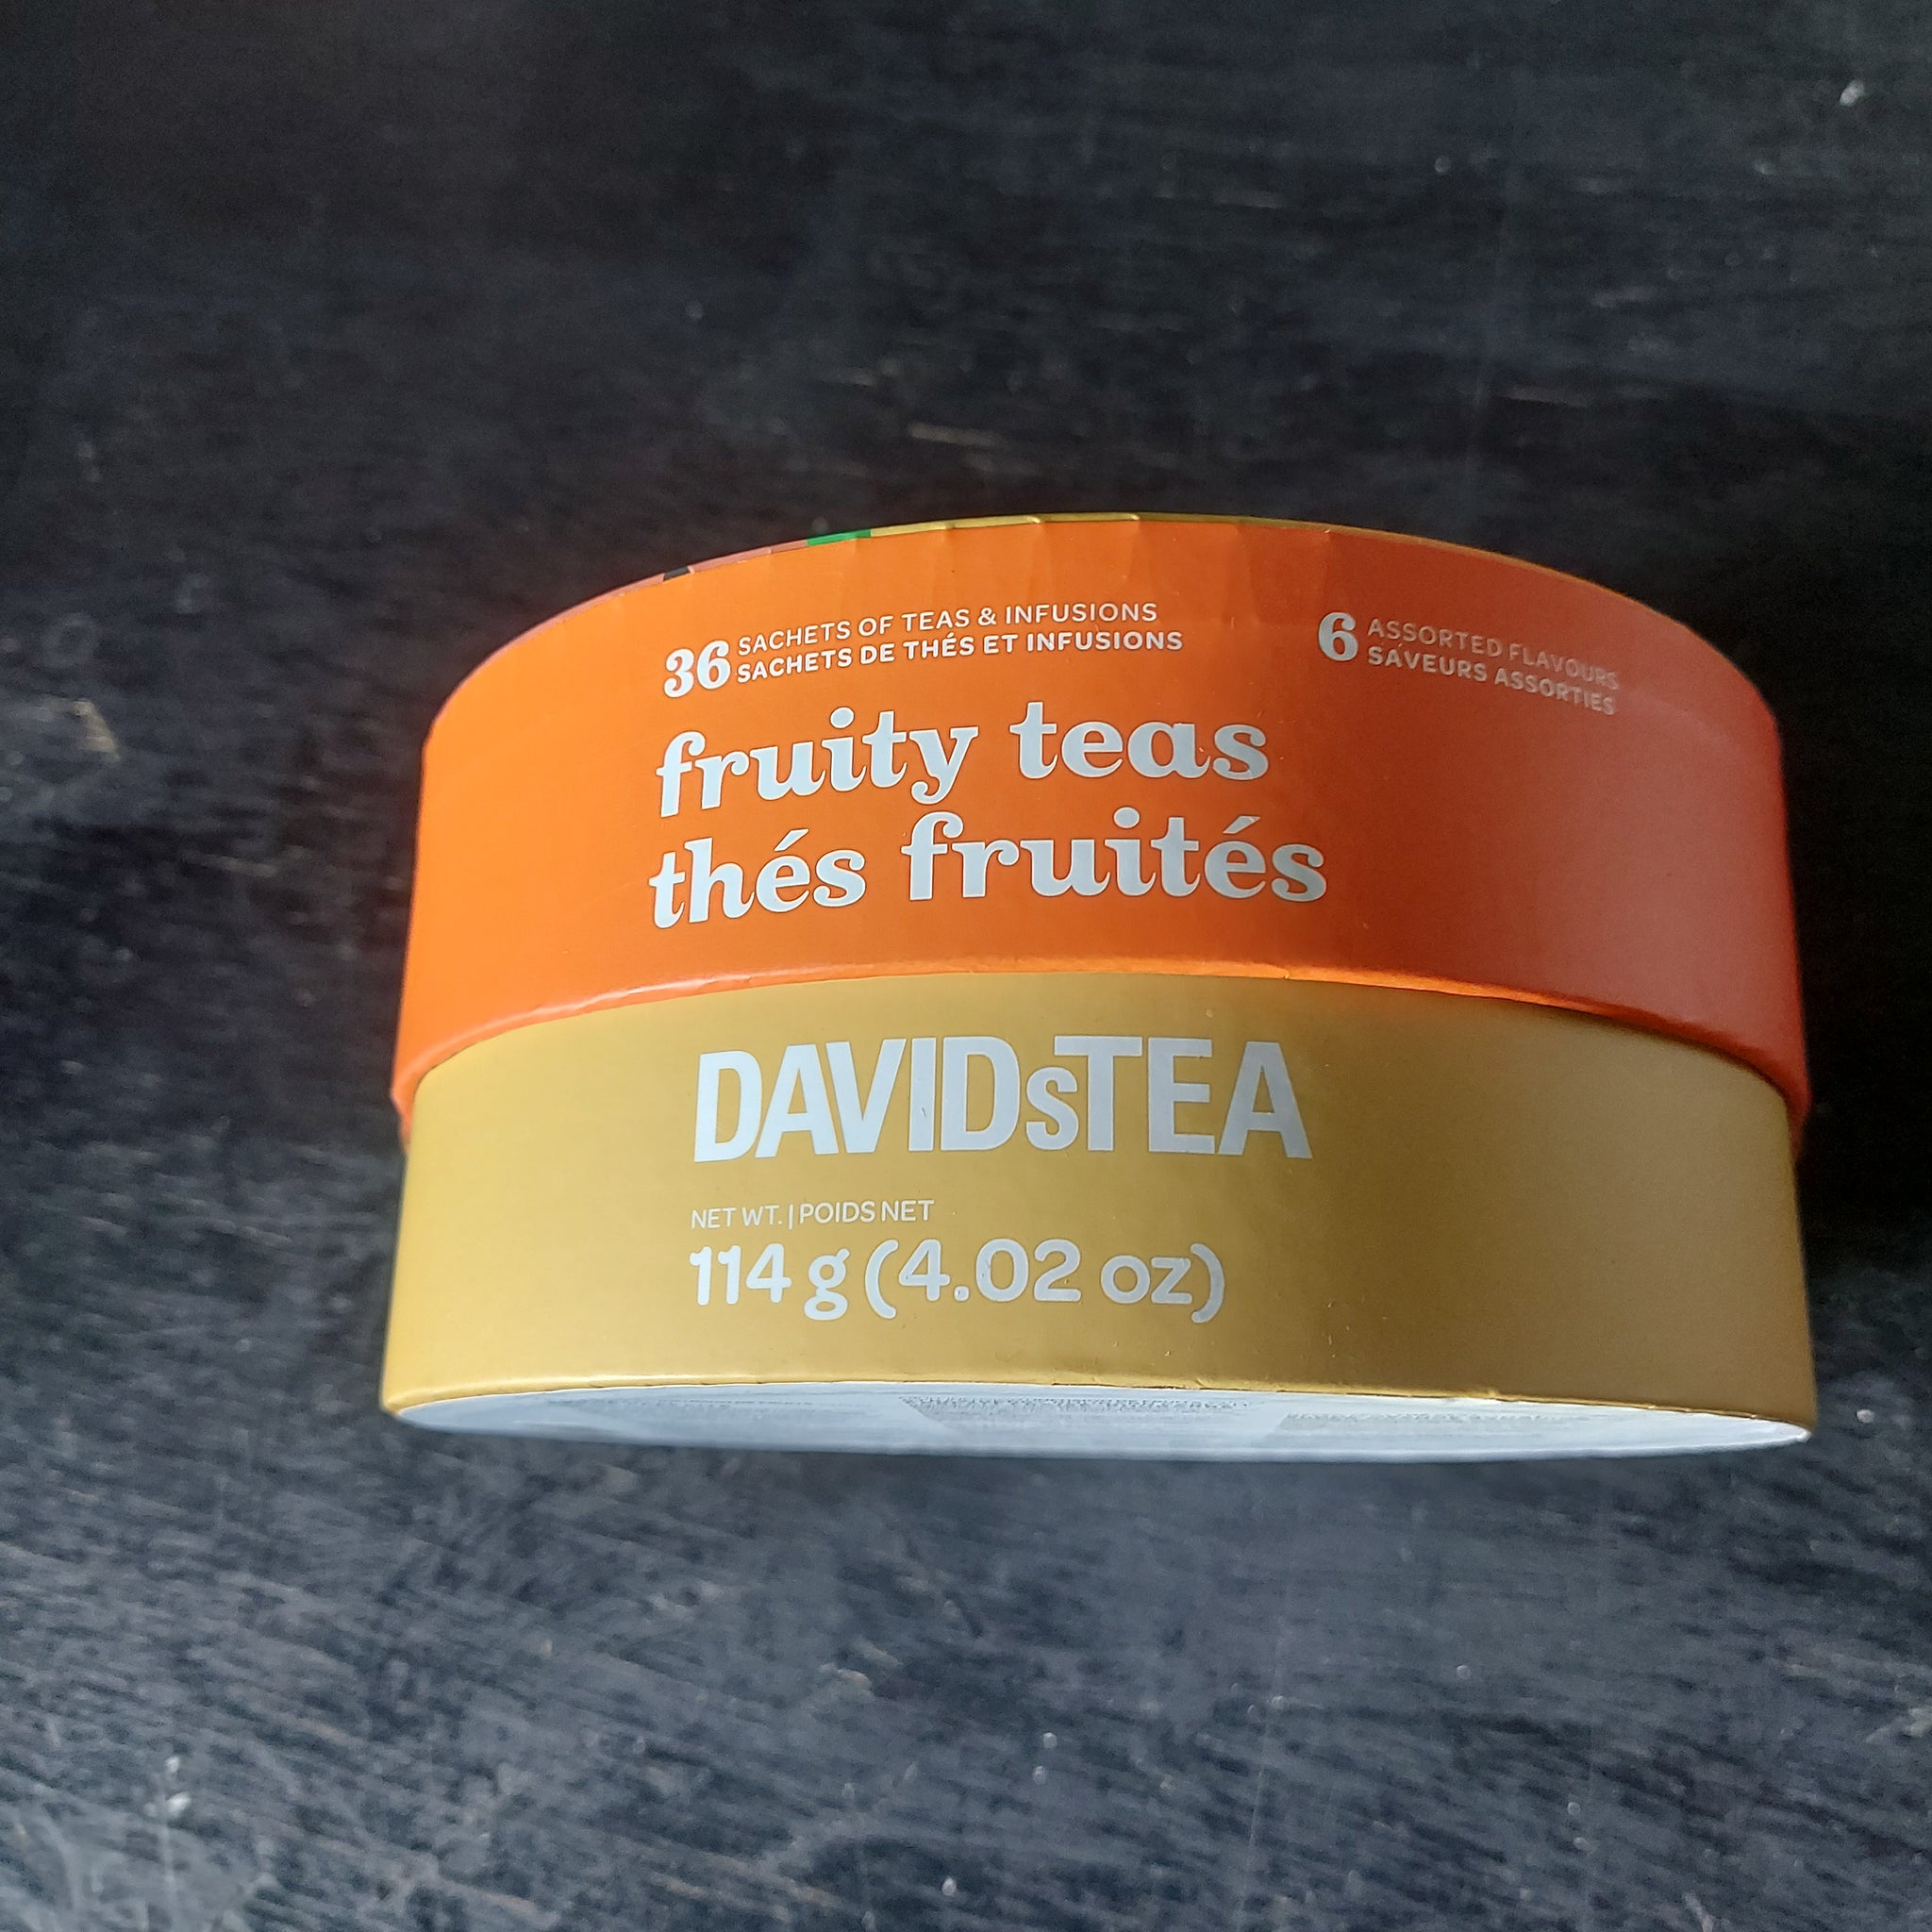 36 SACHETS OF TEAS & INFUSIONS
SACHETS DE THÉS ET INFUSIONS
6 ASSORTED FLAVOURS
SAVEURS ASSORTIES
fruity teas
thés fruités
DAVIDsTEA
NET WT. | POIDS NET
114 g (4.02 oz)